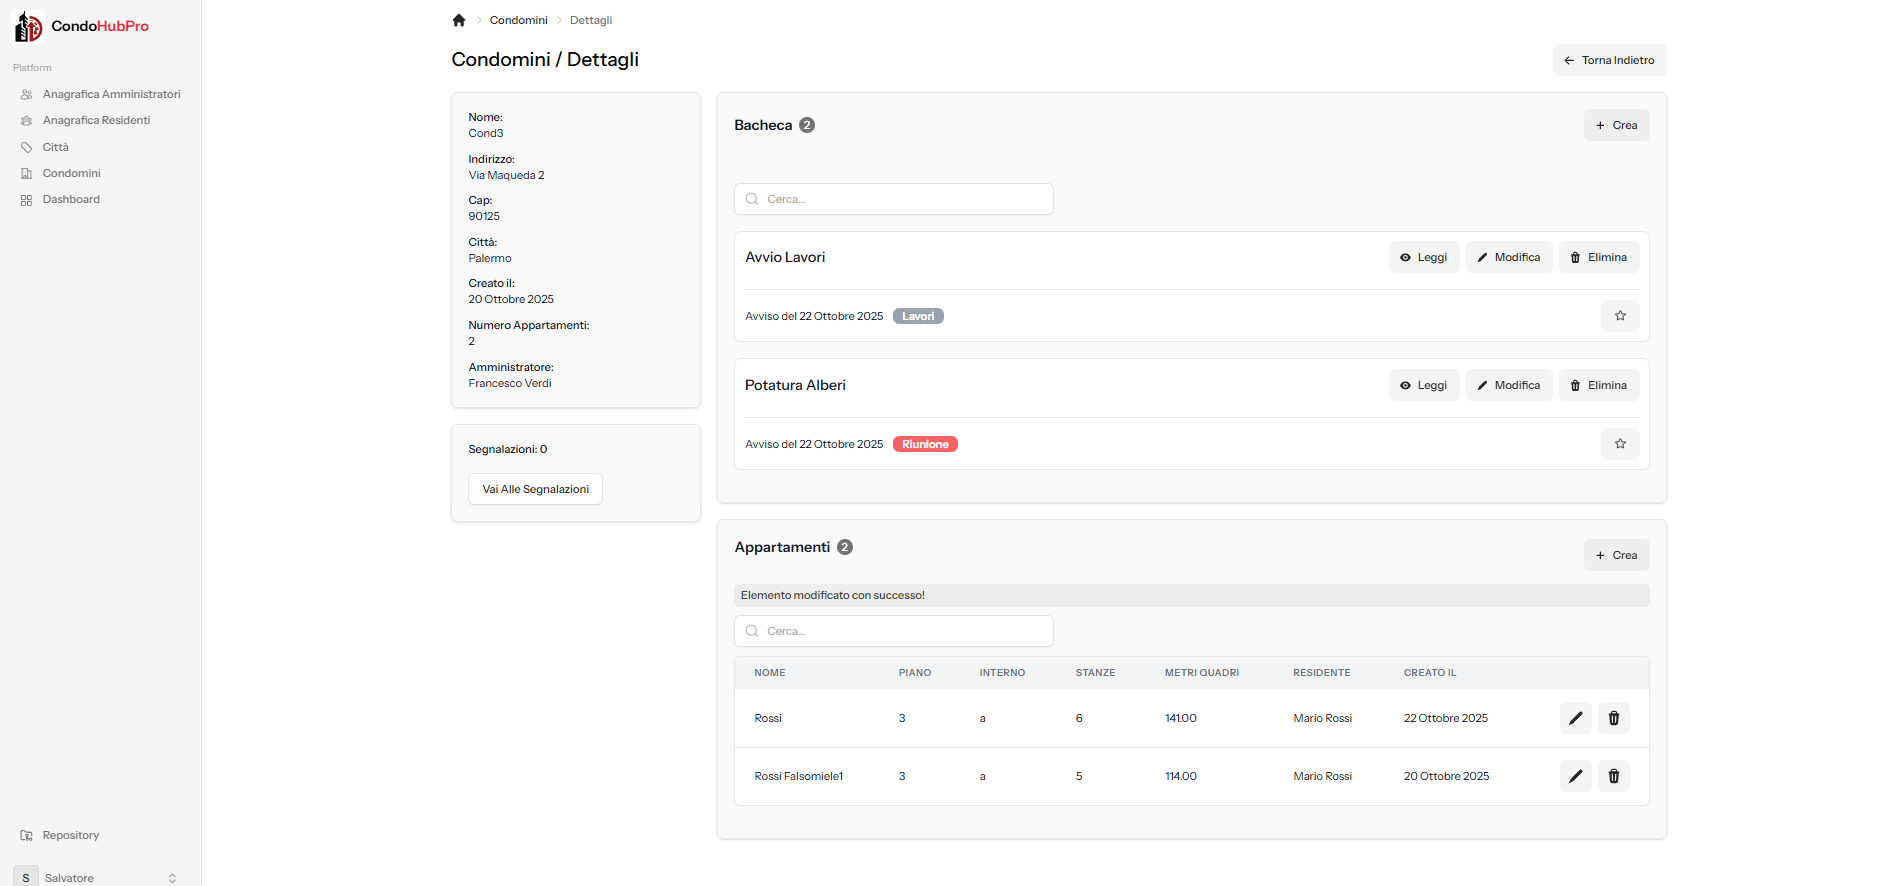 CondoHubPro
Platform
Anagrafica Amministratori
Anagrafica Residenti
Città
Condomini
Dashboard
Repository
S Salvatore
Condomini Dettagli
Condomini / Dettagli
Torna Indietro
Nome:
Cond3
Indirizzo:
Via Maqueda 2
Cap:
90125
Città:
Palermo
Creato il:
20 Ottobre 2025
Numero Appartamenti:
2
Amministratore:
Francesco Verdi
Segnalazioni: 0
Vai Alle Segnalazioni
Bacheca 2
+ Crea
Cerca...
Avvio Lavori Leggi Modifica Elimina
Avviso del 22 Ottobre 2025 Lavori
Potatura Alberi Leggi Modifica Elimina
Avviso del 22 Ottobre 2025 Riunione
Appartamenti 2
+ Crea
Elemento modificato con successo!
Cerca...
NOME PIANO INTERNO STANZE METRI QUADRI RESIDENTE CREATO IL
Rossi 3 a 6 141.00 Mario Rossi 22 Ottobre 2025
Rossi Falsomiele1 3 a 5 114.00 Mario Rossi 20 Ottobre 2025